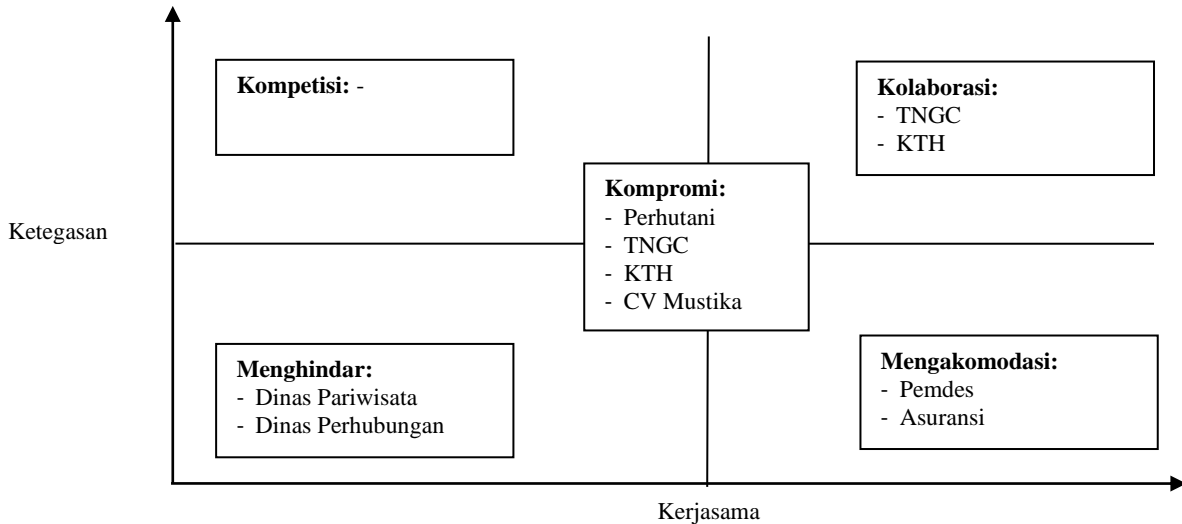 Kompetisi: -
Kolaborasi:
- TNGC
- KTH
Kompromi:
- Perhutani
- TNGC
- KTH
- CV Mustika
Ketegasan
Menghindar:
- Dinas Pariwisata
- Dinas Perhubungan
Mengakomodasi:
- Pemdes
- Asuransi
Kerjasama